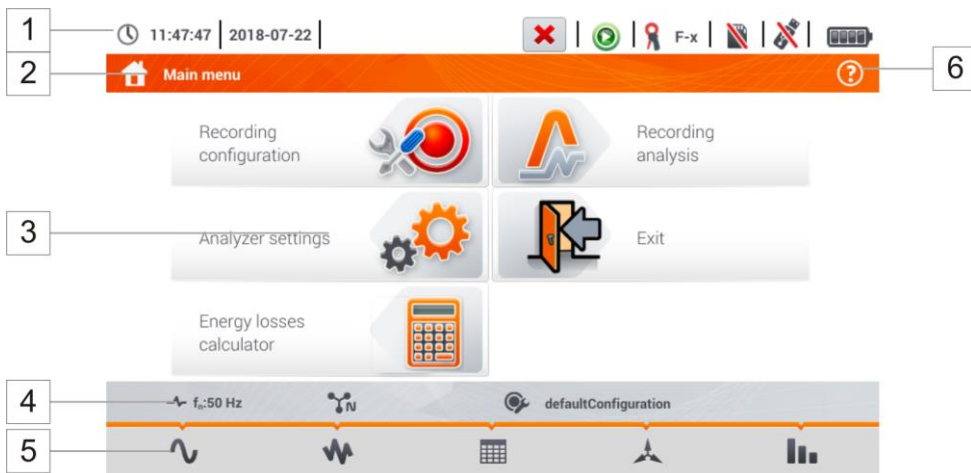 1
11:47:47 2018-07-22 F-x
2
Main menu
?
6
Recording
configuration
Recording
analysis
3
Analyzer settings
Exit
Energy losses
calculator
4
fₙ:50 Hz N defaultConfiguration
5